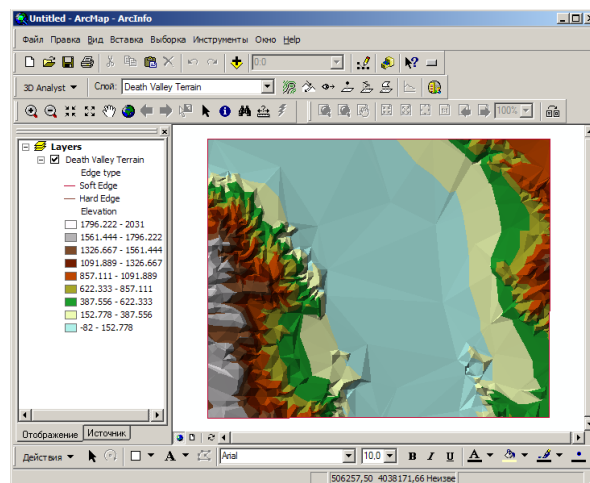 Untitled - ArcMap - ArcInfo
Файл Правка Вид Вставка Выборка Инструменты Окно Help
0:0
3D Analyst Слой: Death Valley Terrain
100%
Layers
Death Valley Terrain
Edge type
Soft Edge
Hard Edge
Elevation
1796.222 - 2031
1561.444 - 1796.222
1326.667 - 1561.444
1091.889 - 1326.667
857.111 - 1091.889
622.333 - 857.111
387.556 - 622.333
152.778 - 387.556
-82 - 152.778
Отображение Источник
Действия A Arial 10,0 B I U A
506257,50 4038171,66 Неизве